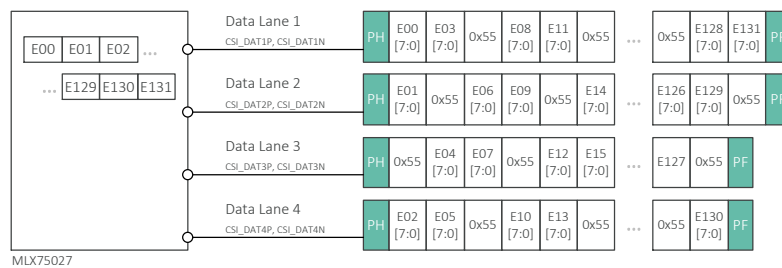 Data Lane 1
CSI_DAT1P, CSI_DAT1N
PH E00 [7:0] E03 [7:0] 0x55 E08 [7:0] E11 [7:0] 0x55 ... 0x55 E128 [7:0] E131 [7:0] PF
E00 E01 E02 ...
... E129 E130 E131
Data Lane 2
CSI_DAT2P, CSI_DAT2N
PH E01 [7:0] 0x55 E06 [7:0] E09 [7:0] 0x55 E14 [7:0] ... E126 [7:0] E129 [7:0] 0x55 PF
Data Lane 3
CSI_DAT3P, CSI_DAT3N
PH 0x55 E04 [7:0] E07 [7:0] 0x55 E12 [7:0] E15 [7:0] ... E127 0x55 PF
Data Lane 4
CSI_DAT4P, CSI_DAT4N
PH E02 [7:0] E05 [7:0] 0x55 E10 [7:0] E13 [7:0] 0x55 ... 0x55 E130 [7:0] PF
MLX75027